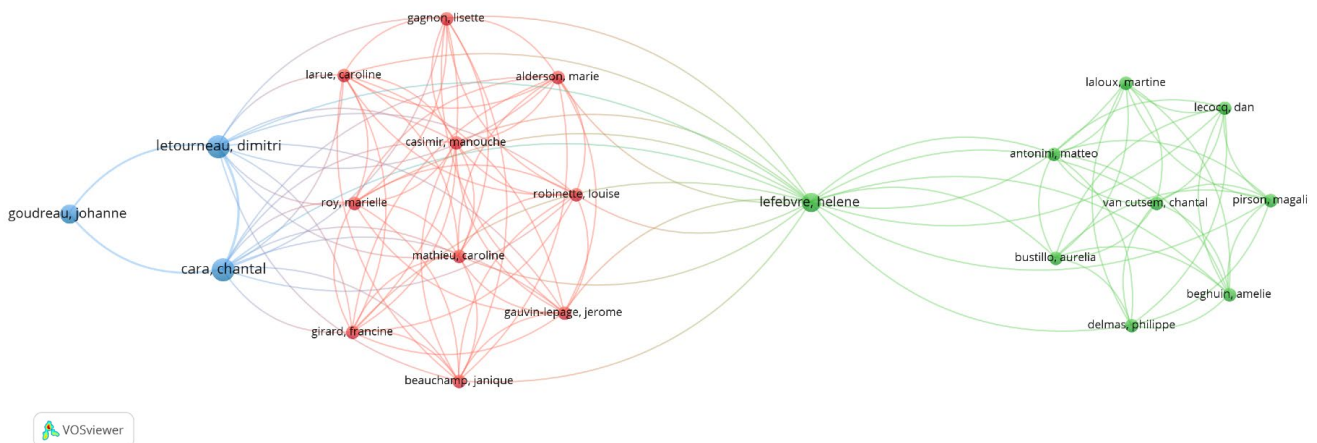 gagnon, lisette
larue, caroline
alderson, marie
letourneau, dimitri
casimir, manouche
roy, marielle
robinette, louise
goudreau, johanne
mathieu, caroline
cara, chantal
gauvin-lepage, jerome
girard, francine
beauchamp, janique
lefebvre, helene
laloux, martine
lecocq, dan
antonini, matteo
van cutsem, chantal
pirson, magali
bustillo, aurelia
beghuin, amelie
delmas, philippe
VOSviewer